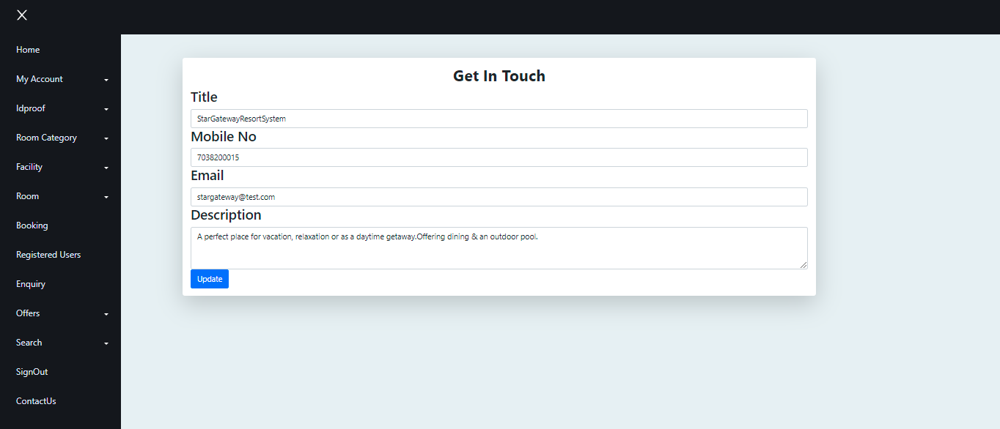 Home
My Account
Idproof
Room Category
Facility
Room
Booking
Registered Users
Enquiry
Offers
Search
SignOut
ContactUs
Get In Touch
Title
StarGatewayResortSystem
Mobile No
7038200015
Email
stargateway@test.com
Description
A perfect place for vacation, relaxation or as a daytime getaway.Offering dining & an outdoor pool.
Update